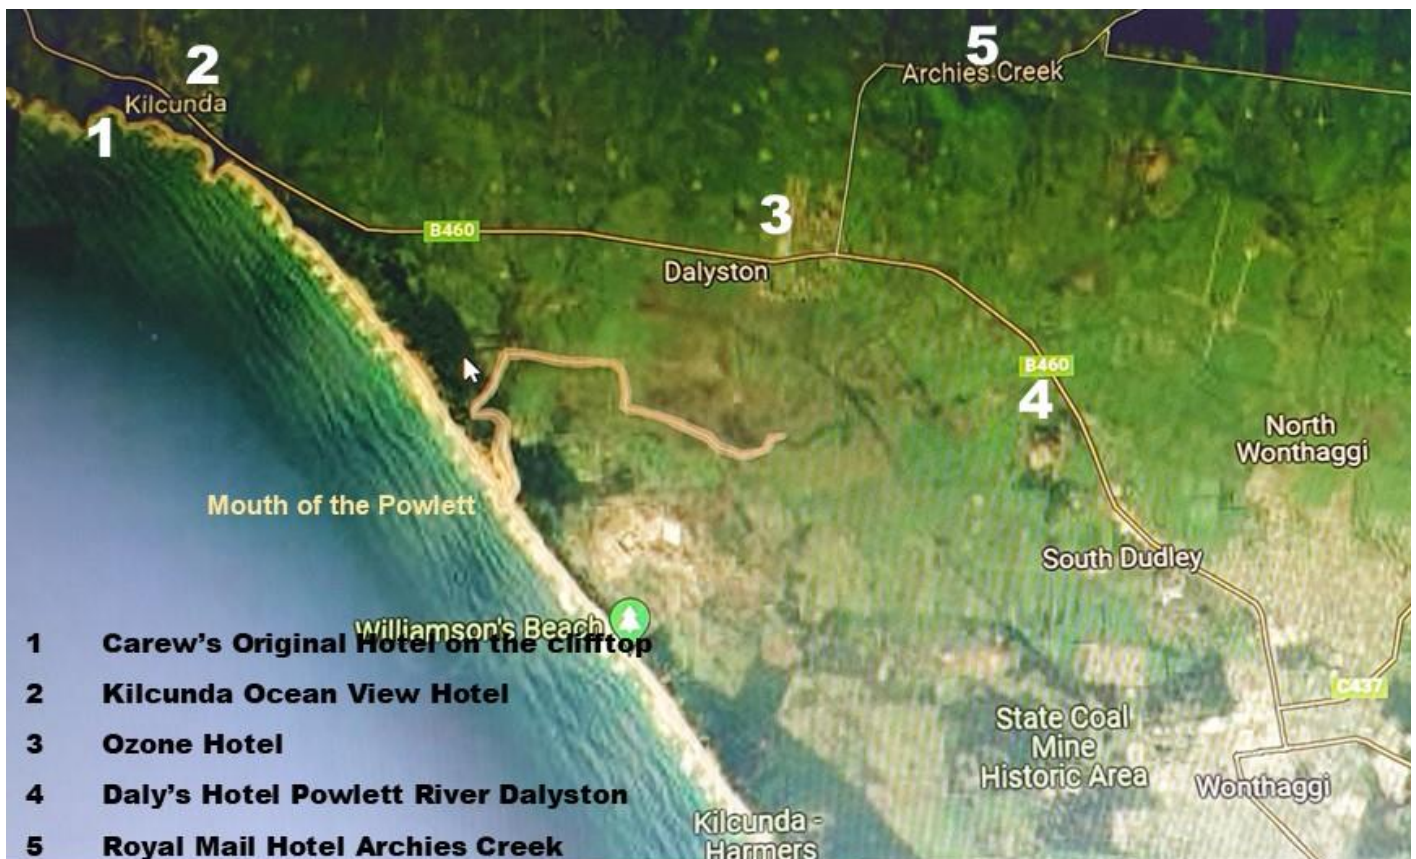 2
5
Kilcunda
Archies Creek
1
3
B460
Dalyston
B460
4
North
Wonthaggi
Mouth of the Powlett
South Dudley
Williamson's Beach
1 Carew's Original Hotel on the clifftop
C437
2 Kilcunda Ocean View Hotel
State Coal
Mine
Historic Area
3 Ozone Hotel
Wonthaggi
4 Daly's Hotel Powlett River Dalyston
Kilcunda -
Harmers
5 Royal Mail Hotel Archies Creek